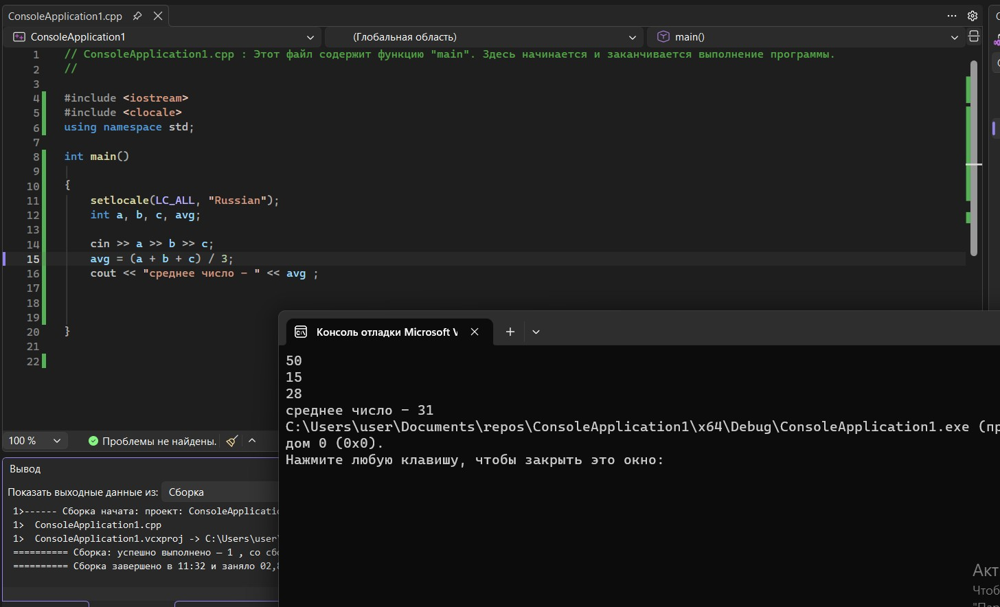 ConsoleApplication1.cpp
ConsoleApplication1 (Глобальная область) main()
1 // ConsoleApplication1.cpp : Этот файл содержит функцию "main". Здесь начинается и заканчивается выполнение программы.
2 //
3
4 #include <iostream>
5 #include <clocale>
6 using namespace std;
7
8 int main()
9
10 {
11 setlocale(LC_ALL, "Russian");
12 int a, b, c, avg;
13
14 cin >> a >> b >> c;
15 avg = (a + b + c) / 3;
16 cout << "среднее число - " << avg ;
17
18
19
20 }
21
22
100 % Проблемы не найдены.
Вывод
Показать выходные данные из: Сборка
1>------ Сборка начата: проект: ConsoleApplicatio
1> ConsoleApplication1.cpp
1> ConsoleApplication1.vcxproj -> C:\Users\user\
========== Сборка: успешно выполнено — 1 , со сбо
========== Сборка завершено в 11:32 и заняло 02,8
Консоль отладки Microsoft V
50
15
28
среднее число - 31
C:\Users\user\Documents\repos\ConsoleApplication1\x64\Debug\ConsoleApplication1.exe (пр
дом 0 (0x0).
Нажмите любую клавишу, чтобы закрыть это окно:
Акт
Чтоб